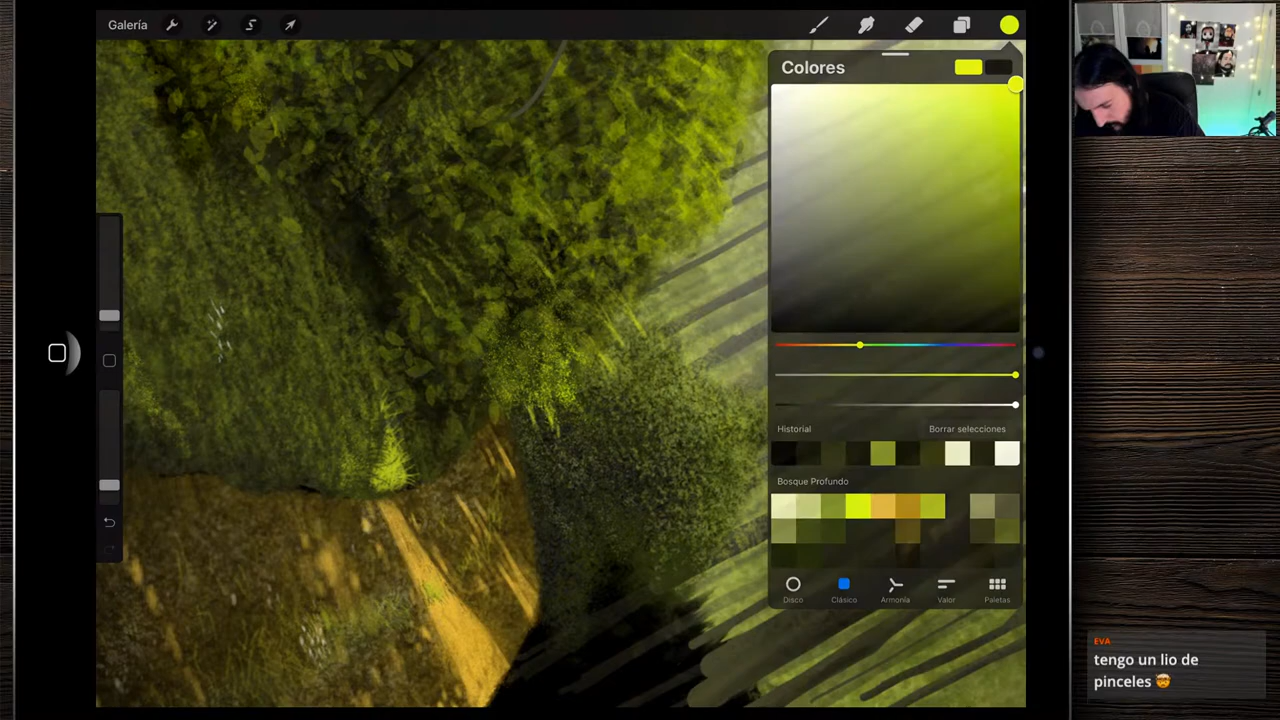 Galería
Colores
Historial
Borrar selecciones
Bosque Profundo
Disco
Clásico
Armonía
Valor
Paletas
EVA
tengo un lio de
pinceles 🤯